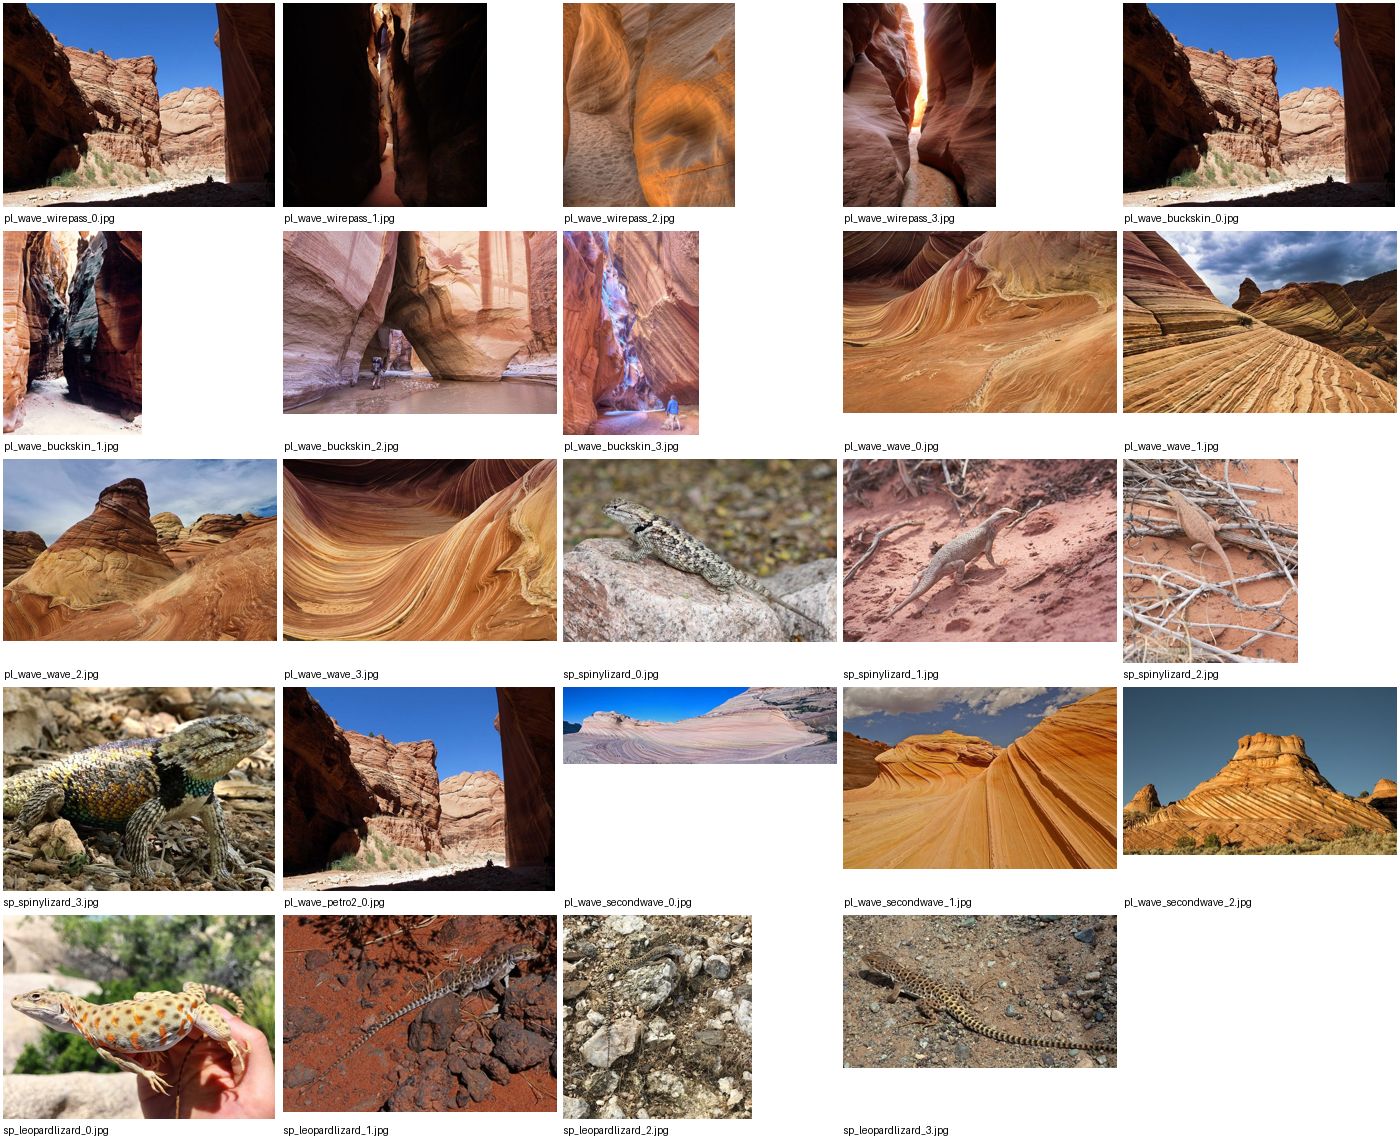 pl_wave_wirepass_0.jpg
pl_wave_wirepass_1.jpg
pl_wave_wirepass_2.jpg
pl_wave_wirepass_3.jpg
pl_wave_buckskin_0.jpg
pl_wave_buckskin_1.jpg
pl_wave_buckskin_2.jpg
pl_wave_buckskin_3.jpg
pl_wave_wave_0.jpg
pl_wave_wave_1.jpg
pl_wave_wave_2.jpg
pl_wave_wave_3.jpg
sp_spinylizard_0.jpg
sp_spinylizard_1.jpg
sp_spinylizard_2.jpg
sp_spinylizard_3.jpg
pl_wave_petro2_0.jpg
pl_wave_secondwave_0.jpg
pl_wave_secondwave_1.jpg
pl_wave_secondwave_2.jpg
sp_leopardlizard_0.jpg
sp_leopardlizard_1.jpg
sp_leopardlizard_2.jpg
sp_leopardlizard_3.jpg